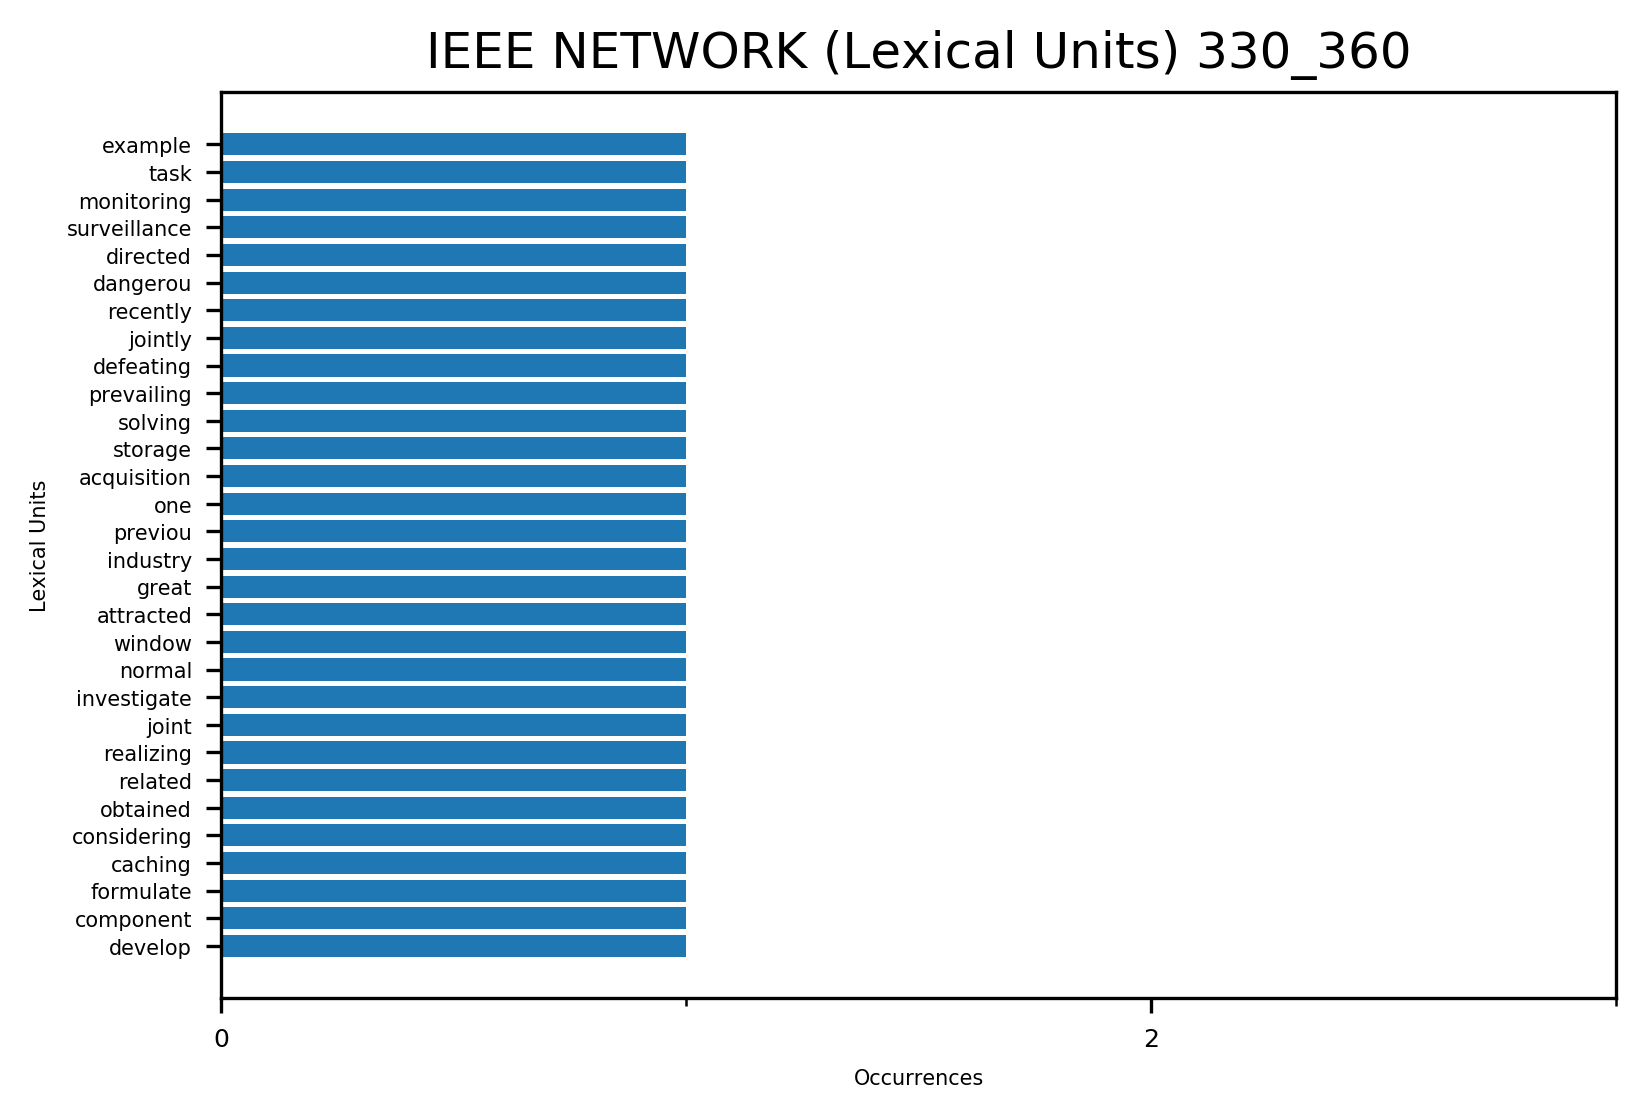 IEEE NETWORK (Lexical Units) 330_360
example
task
monitoring
surveillance
directed
dangerou
recently
jointly
defeating
prevailing
solving
storage
acquisition
one
previou
industry
great
attracted
window
normal
investigate
joint
realizing
related
obtained
considering
caching
formulate
component
develop
Lexical Units
0 2
Occurrences